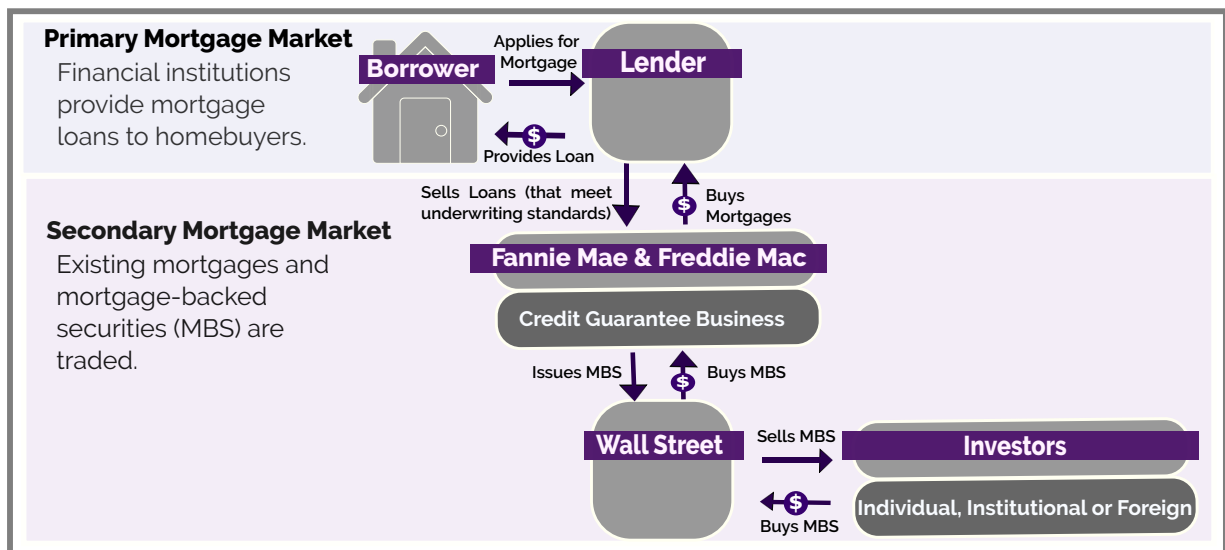 Primary Mortgage Market
Financial institutions
provide mortgage
loans to homebuyers.
Borrower
Applies for
Mortgage
Lender
$
Provides Loan
Sells Loans (that meet
underwriting standards)
$
Buys
Mortgages
Secondary Mortgage Market
Existing mortgages and
mortgage-backed
securities (MBS) are
traded.
Fannie Mae & Freddie Mac
Credit Guarantee Business
Issues MBS
$
Buys MBS
Wall Street
Sells MBS
Investors
$
Buys MBS
Individual, Institutional or Foreign